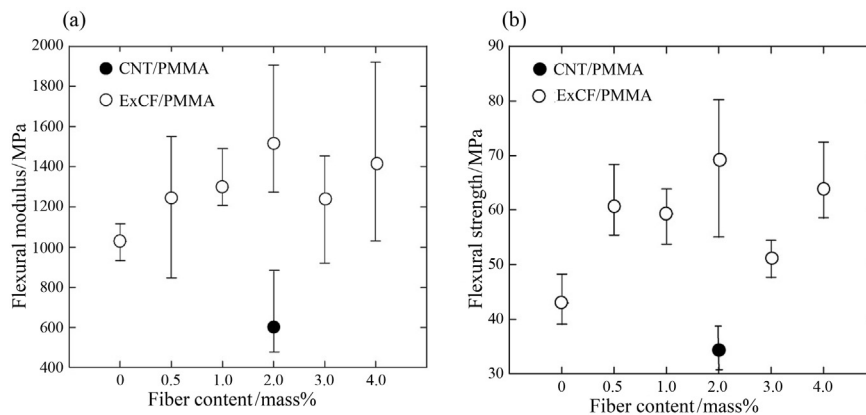 (a)
2000
1800
1600
1400
1200
1000
800
600
400
Flexural modulus/MPa
CNT/PMMA
ExCF/PMMA
0 0.5 1.0 2.0 3.0 4.0
Fiber content/mass%
(b)
90
80
70
60
50
40
30
Flexural strength/MPa
CNT/PMMA
ExCF/PMMA
0 0.5 1.0 2.0 3.0 4.0
Fiber content/mass%